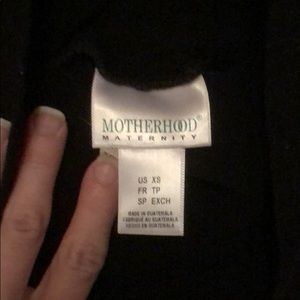 MOTHERHOOD®
MATERNITY
US XS
FR TP
SP EXCH
MADE IN GUATEMALA
FABRIQUÉ AU GUATEMALA
HECHO EN GUATEMALA